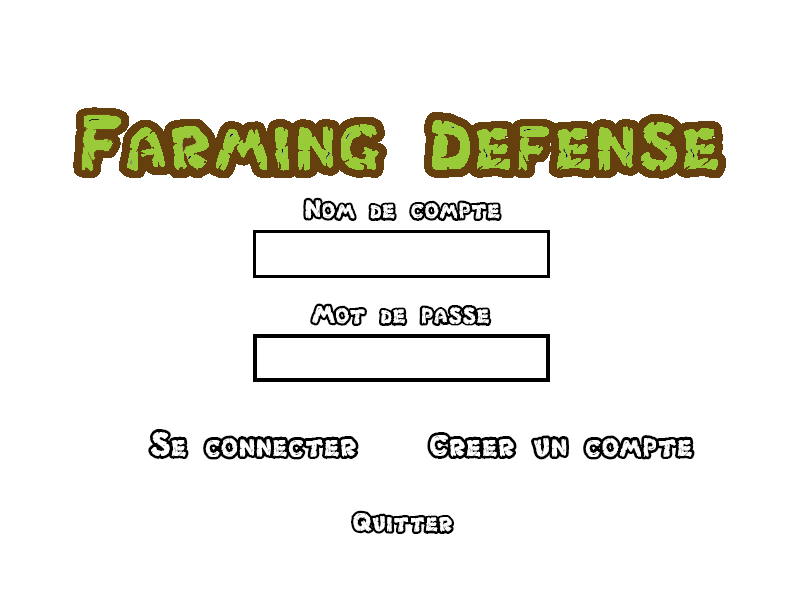 Farming Defense
Nom de compte
Mot de passe
Se connecter
Creer un compte
Quitter